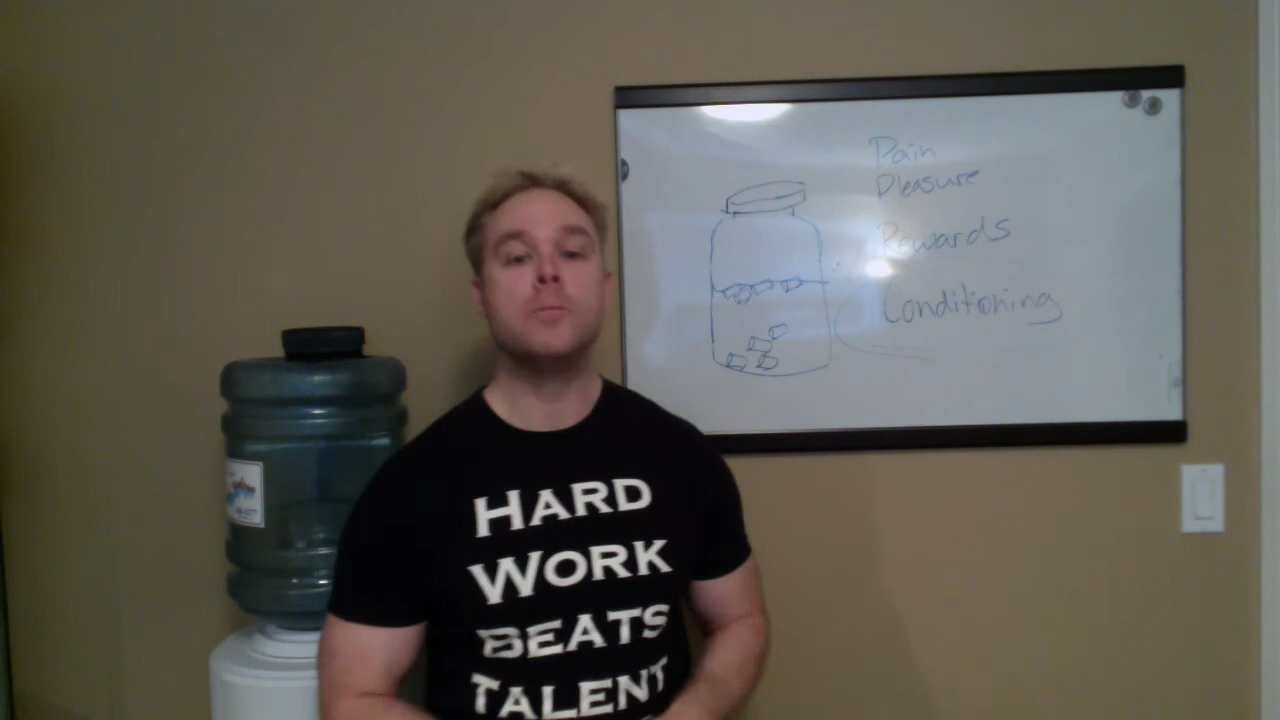 Pain
Pleasure
Rewards
Conditioning
HARD
WORK
BEATS
TALENT